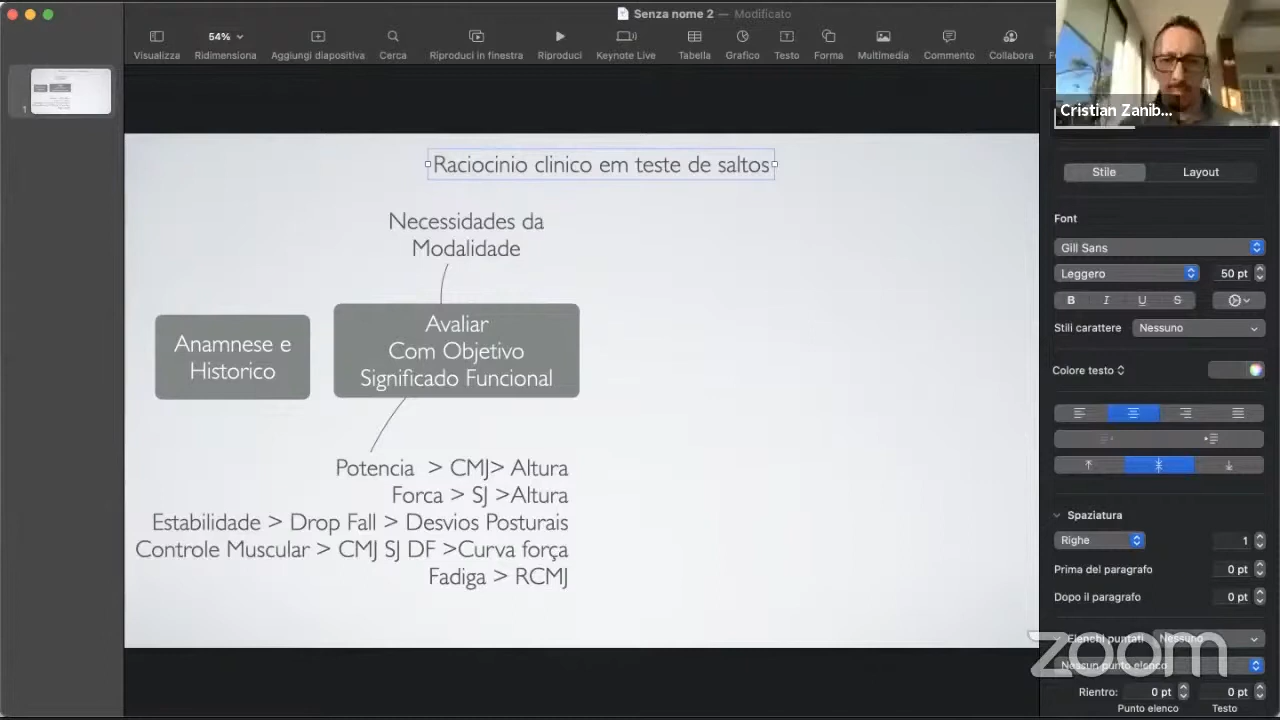 Senza nome 2 — Modificato
54%
Visualizza
Ridimensiona
Aggiungi diapositiva
Cerca
Riproduci in finestra
Riproduci
Keynote Live
Tabella
Grafico
Testo
Forma
Multimedia
Commento
Collabora
Cristian Zanib...
1
Raciocinio clinico em teste de saltos
Necessidades da
Modalidade
Anamnese e
Historico
Avaliar
Com Objetivo
Significado Funcional
Potencia > CMJ> Altura
Forca > SJ >Altura
Estabilidade > Drop Fall > Desvios Posturais
Controle Muscular > CMJ SJ DF >Curva força
Fadiga > RCMJ
Stile
Layout
Font
Gill Sans
Leggero
50 pt
B I U S
Stili carattere
Nessuno
Colore testo
Spaziatura
Righe
1
Prima del paragrafo
0 pt
Dopo il paragrafo
0 pt
Elenchi puntati
Nessuno
Nessun punto elenco
Rientro:
0 pt
0 pt
Punto elenco
Testo
zoom